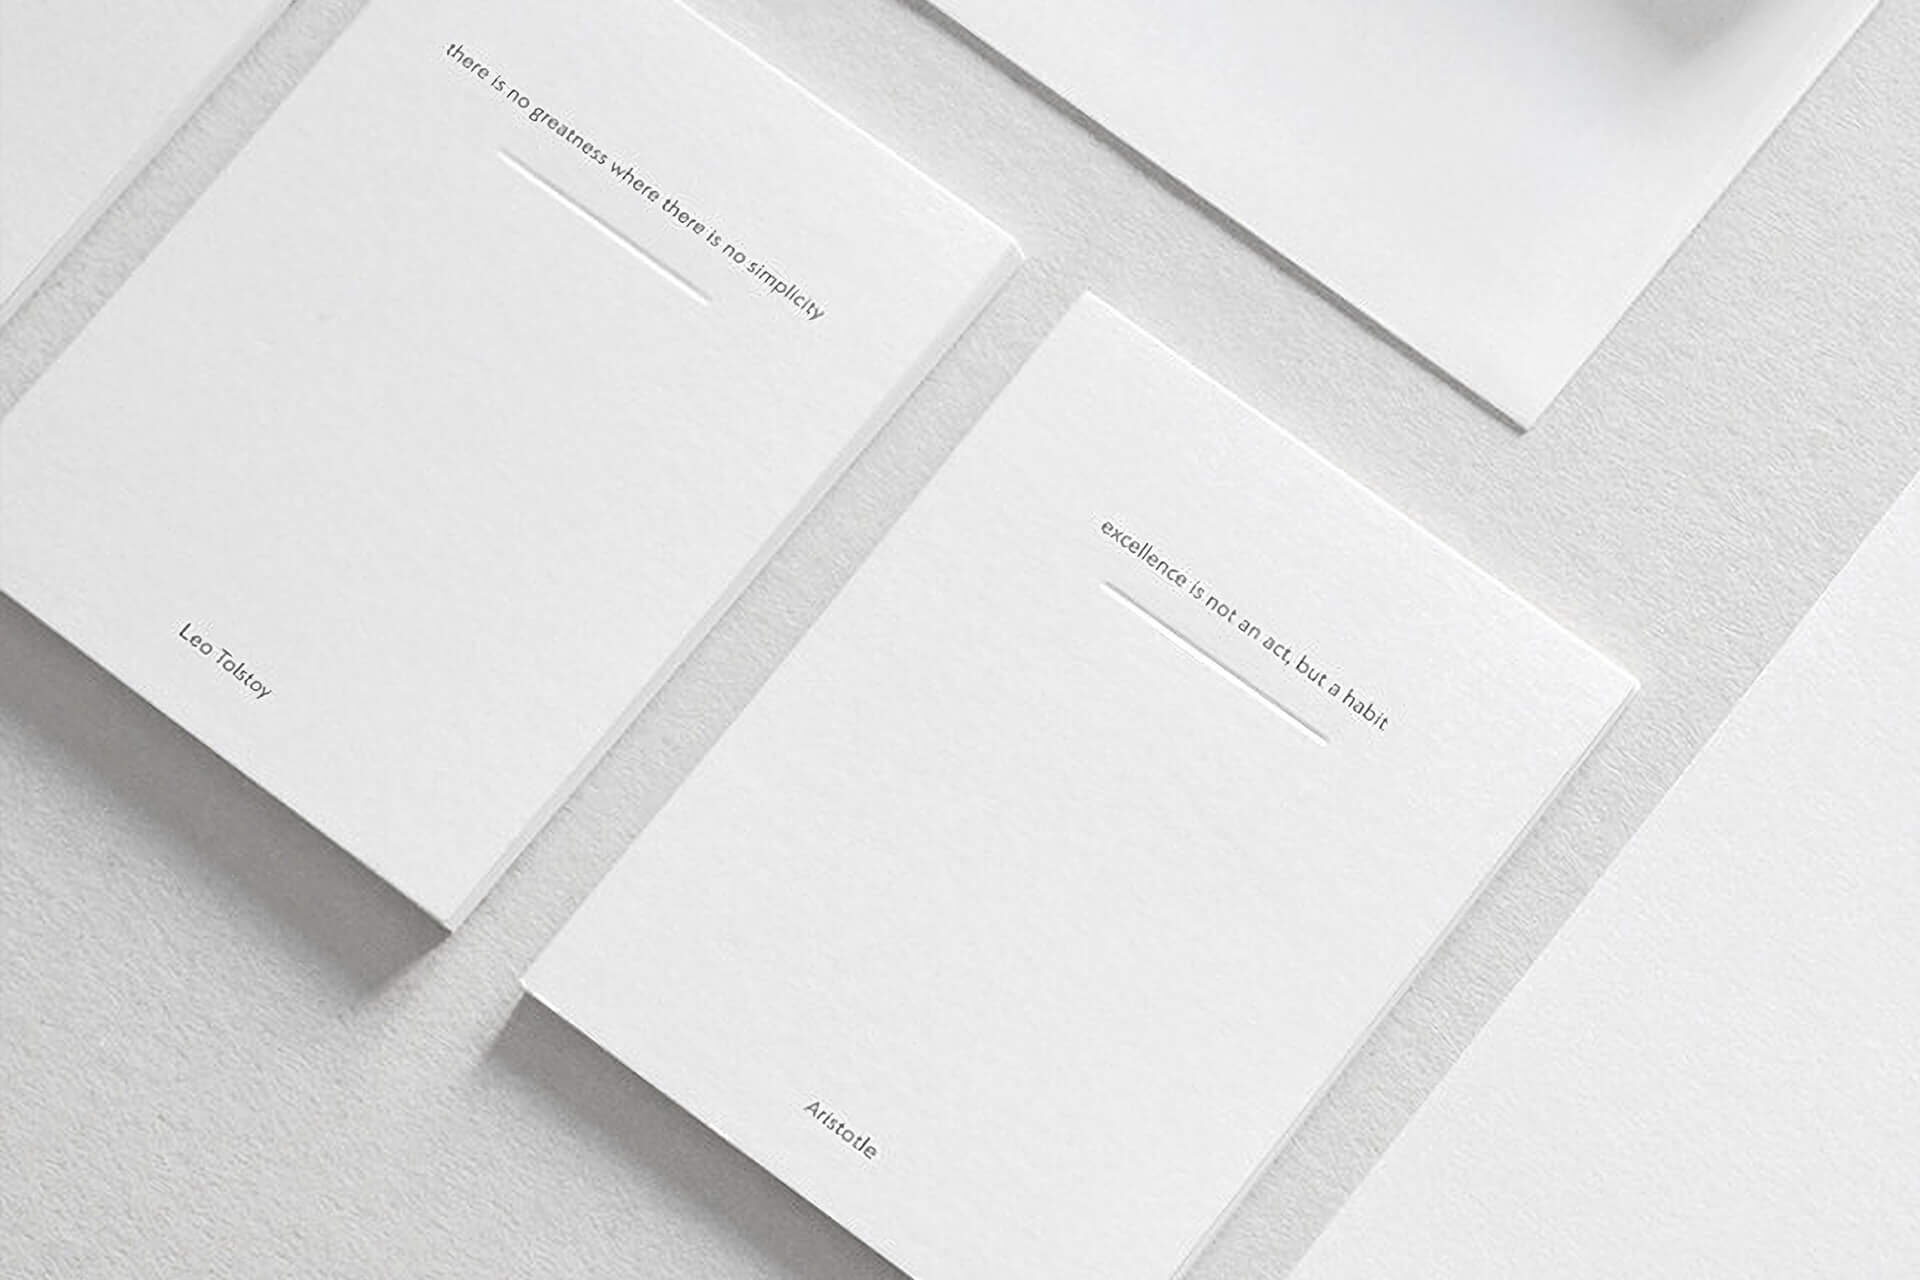 there is no greatness where there is no simplicity
Leo Tolstoy
excellence is not an act, but a habit
Aristotle